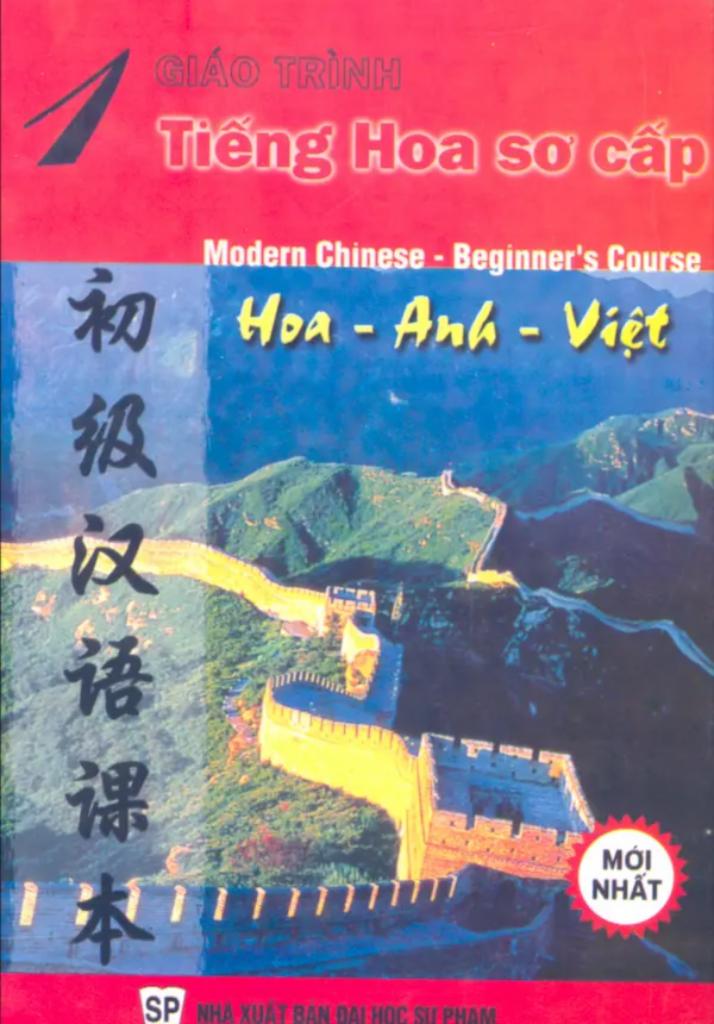 1
GIÁO TRÌNH
Tiếng Hoa sơ cấp
Modern Chinese - Beginner's Course
Hoa - Anh - Việt
初级汉语课本
MỚI
NHẤT
SP NHÀ XUẤT BẢN ĐẠI HỌC SƯ PHẠM